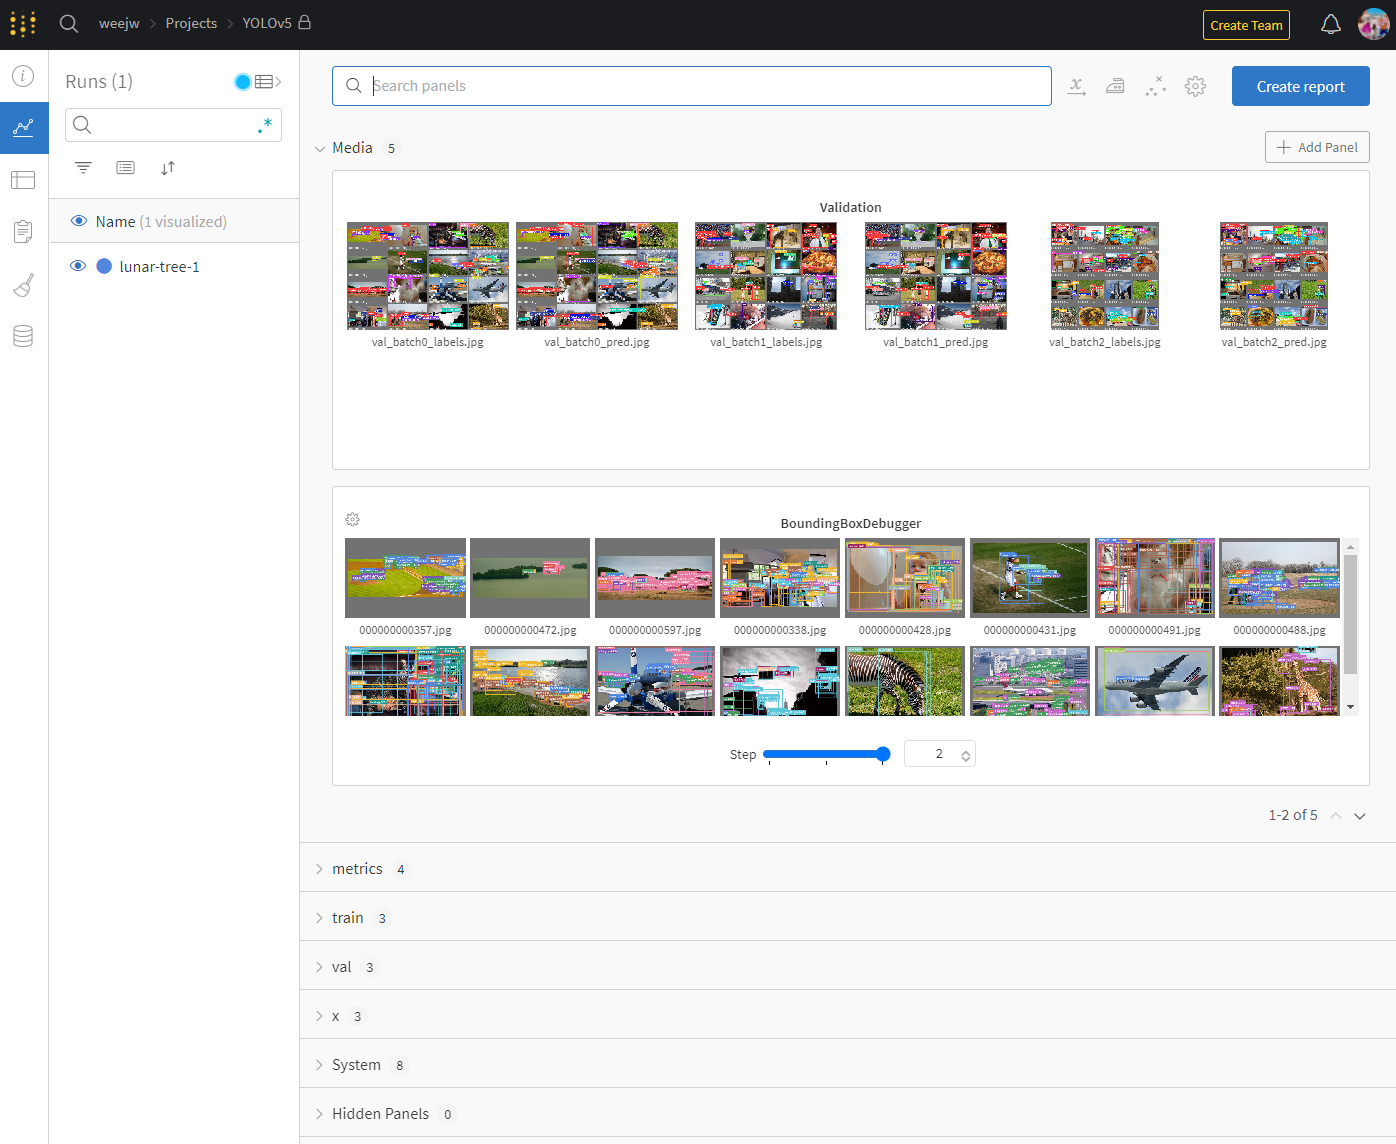 weejw > Projects > YOLOv5
Create Team
Runs (1)
.*
Name (1 visualized)
lunar-tree-1
Search panels
x
Create report
Media 5
Add Panel
Validation
val_batch0_labels.jpg val_batch0_pred.jpg val_batch1_labels.jpg val_batch1_pred.jpg val_batch2_labels.jpg val_batch2_pred.jpg
BoundingBoxDebugger
000000000357.jpg 000000000472.jpg 000000000597.jpg 000000000338.jpg 000000000428.jpg 000000000431.jpg 000000000491.jpg 000000000488.jpg
Step 2
1-2 of 5
metrics 4
train 3
val 3
x 3
System 8
Hidden Panels 0